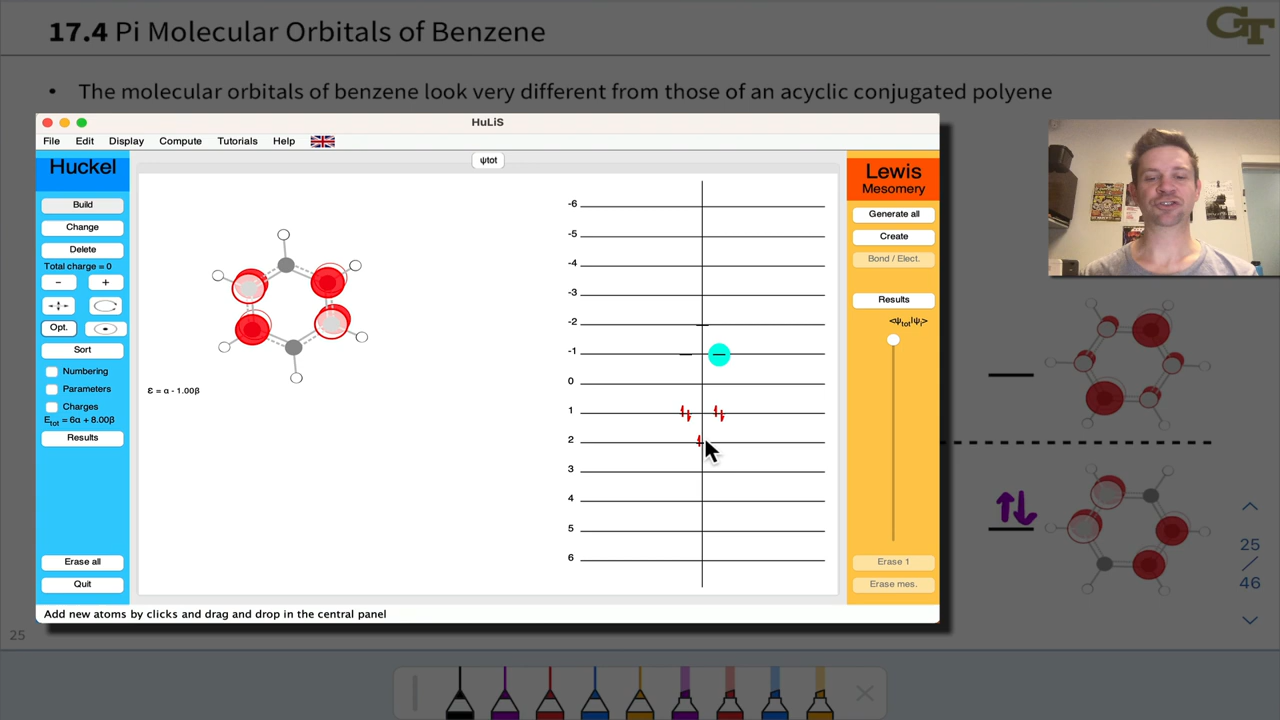 17.4 Pi Molecular Orbitals of Benzene
GT
• The molecular orbitals of benzene look very different from those of an acyclic conjugated polyene
HuLiS
File Edit Display Compute Tutorials Help
Huckel
Build
Change
Delete
Total charge = 0
- +
Opt.
Sort
Numbering
Parameters
Charges
Etot = 6α + 8.00β
Results
Erase all
Quit
ψtot
ε = α - 1.00β
-6
-5
-4
-3
-2
-1
0
1
2
3
4
5
6
Lewis
Mesomery
Generate all
Create
Bond / Elect.
Results
<ψtot|ψi>
Erase 1
Erase mes.
Add new atoms by clicks and drag and drop in the central panel
25
/
46
25